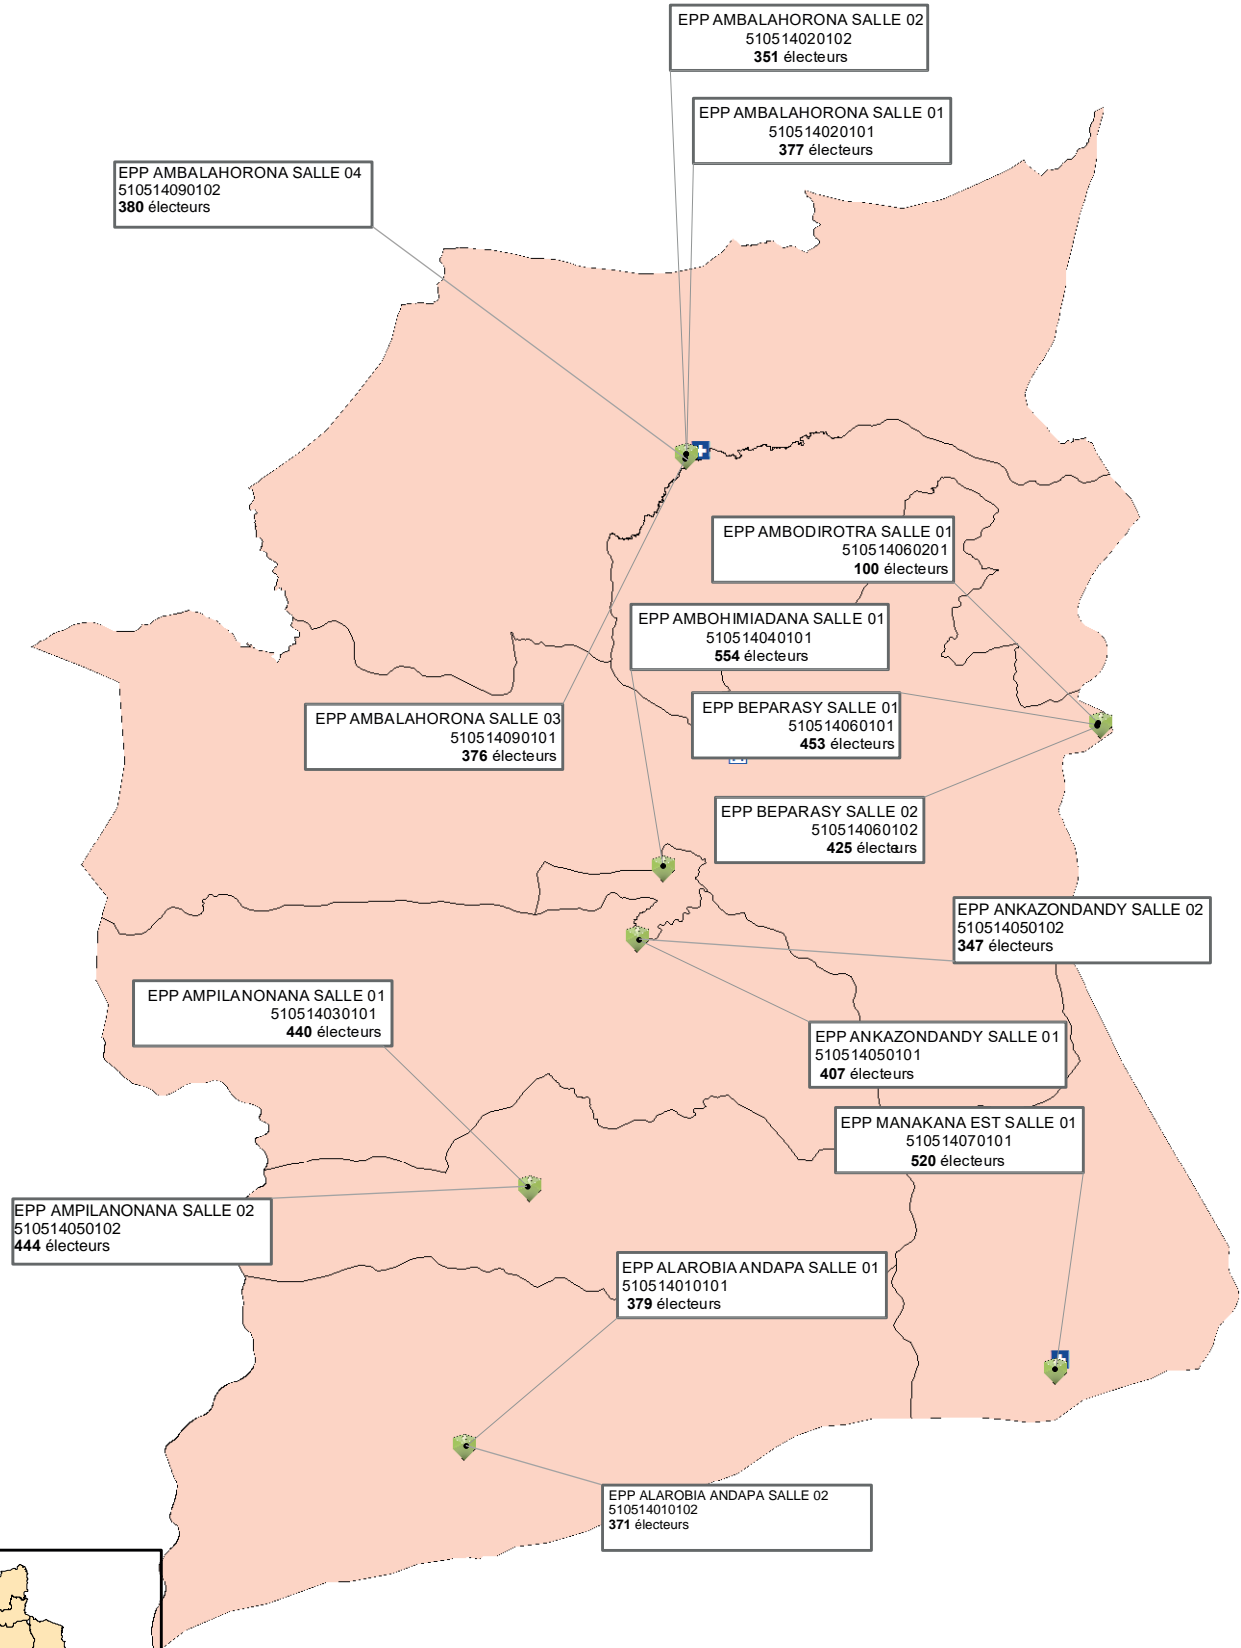 EPP AMBALAHORONA SALLE 02
510514020102
351 électeurs
EPP AMBALAHORONA SALLE 01
510514020101
377 électeurs
EPP AMBALAHORONA SALLE 04
510514090102
380 électeurs
EPP AMBODIROTRA SALLE 01
510514060201
100 électeurs
EPP AMBOHIMIADANA SALLE 01
510514040101
554 électeurs
EPP BEPARASY SALLE 01
510514060101
453 électeurs
EPP AMBALAHORONA SALLE 03
510514090101
376 électeurs
EPP BEPARASY SALLE 02
510514060102
425 électeurs
EPP ANKAZONDANDY SALLE 02
510514050102
347 électeurs
EPP AMPILANONANA SALLE 01
510514030101
440 électeurs
EPP ANKAZONDANDY SALLE 01
510514050101
407 électeurs
EPP MANAKANA EST SALLE 01
510514070101
520 électeurs
EPP AMPILANONANA SALLE 02
510514050102
444 électeurs
EPP ALAROBIA ANDAPA SALLE 01
510514010101
379 électeurs
EPP ALAROBIA ANDAPA SALLE 02
510514010102
371 électeurs